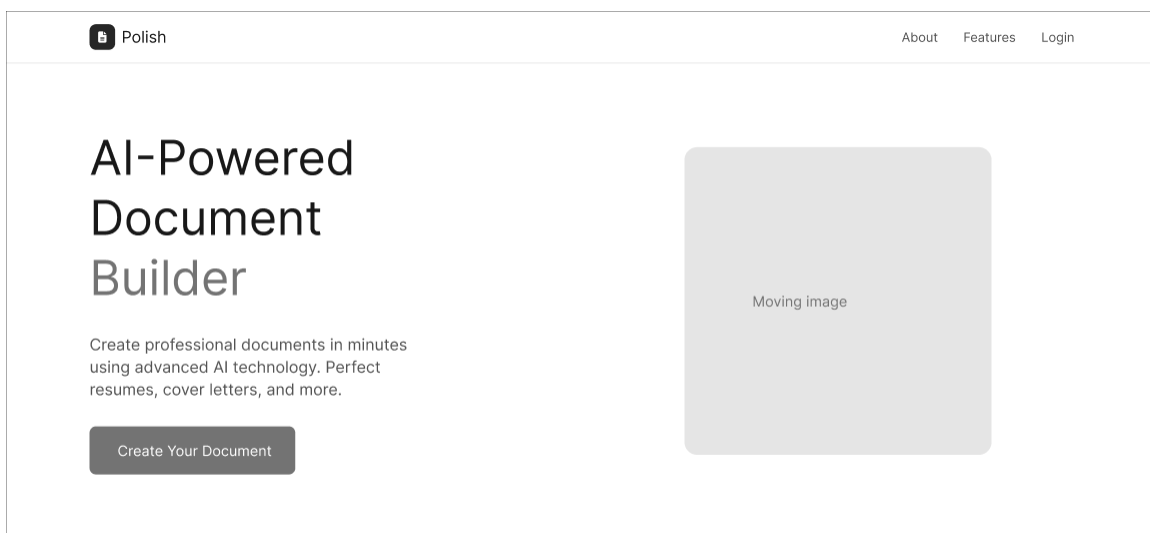 Polish
About Features Login
AI-Powered
Document
Builder
Create professional documents in minutes
using advanced AI technology. Perfect
resumes, cover letters, and more.
Create Your Document
Moving image